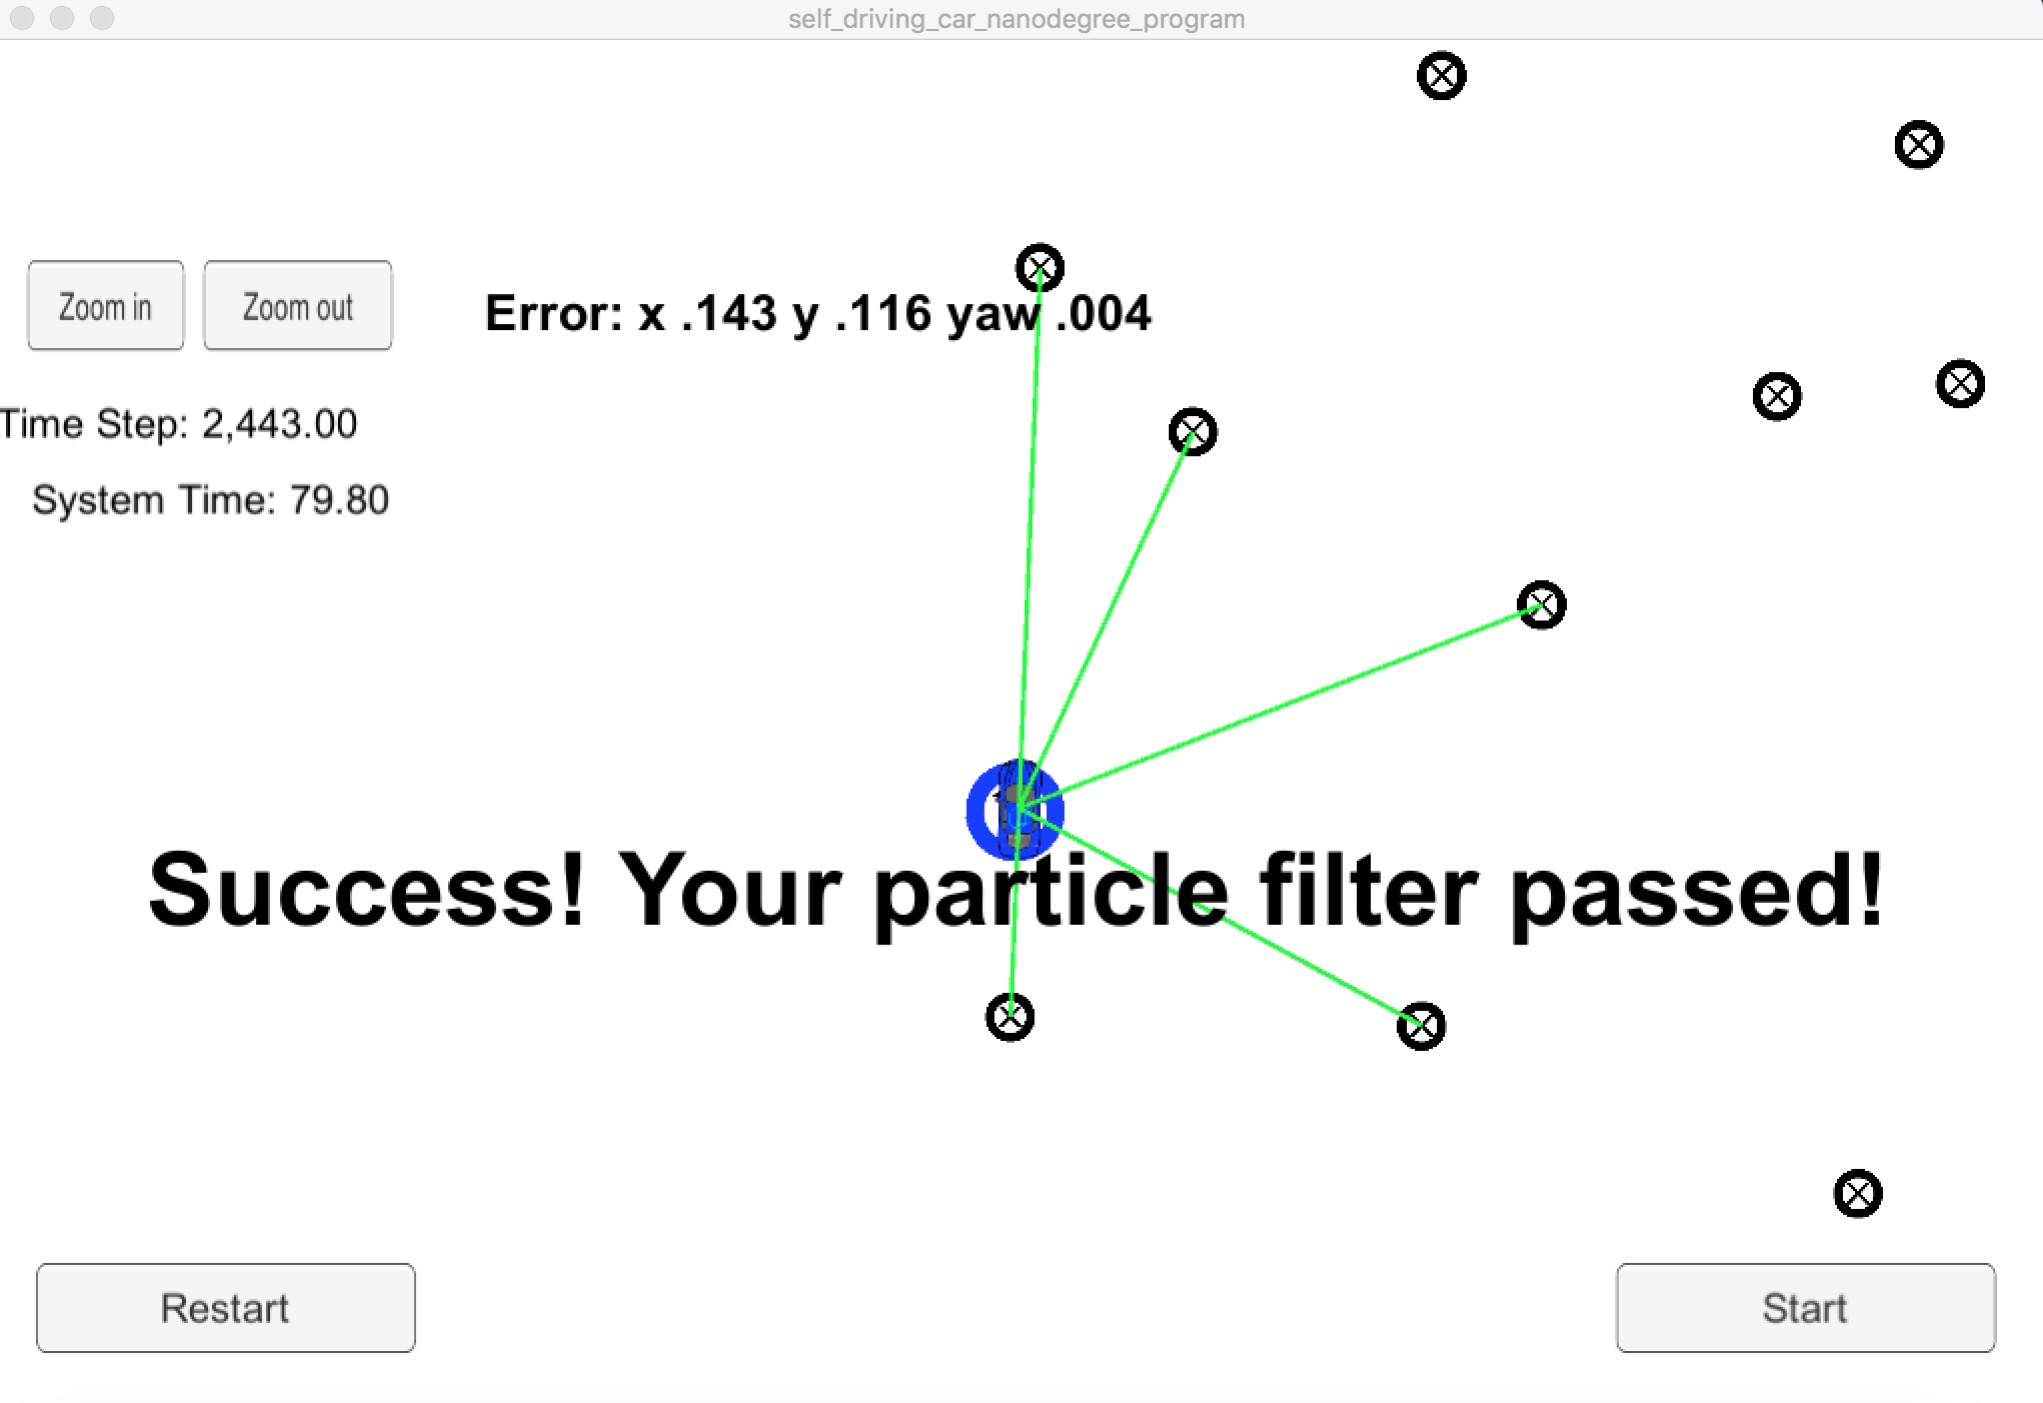 self_driving_car_nanodegree_program
Zoom in
Zoom out
Error: x .143 y .116 yaw .004
Time Step: 2,443.00
System Time: 79.80
Success! Your particle filter passed!
Restart
Start